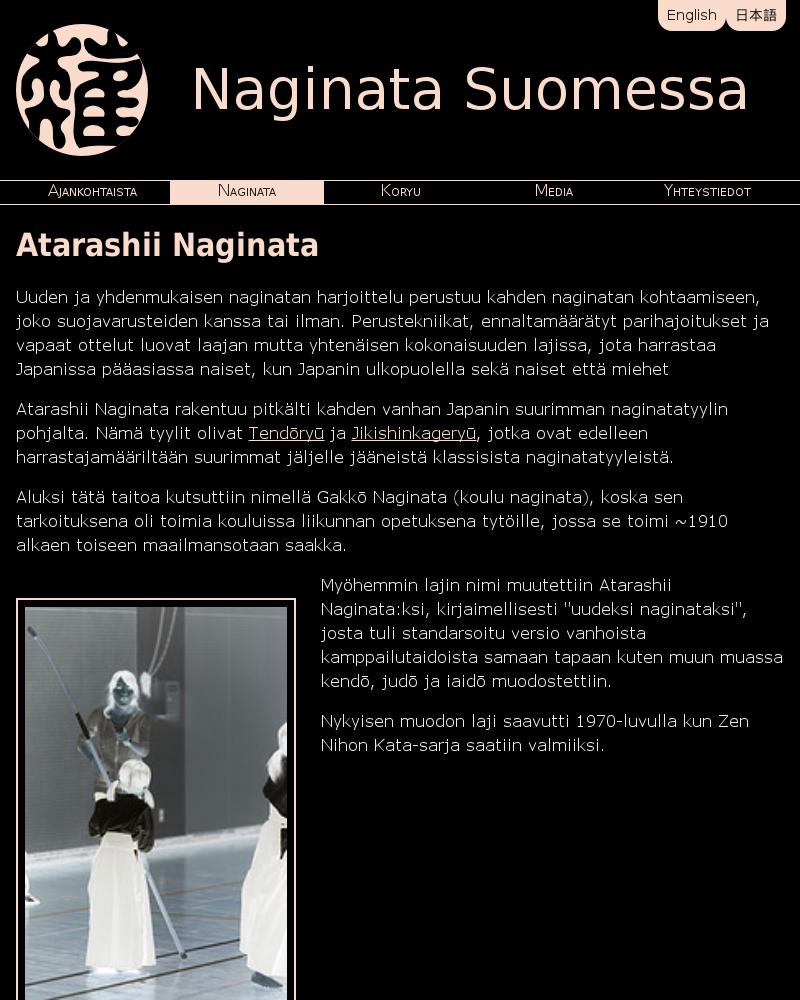 English 日本語
Naginata Suomessa
Ajankohtaista Naginata Koryu Media Yhteystiedot
Atarashii Naginata
Uuden ja yhdenmukaisen naginatan harjoittelu perustuu kahden naginatan kohtaamiseen,
joko suojavarusteiden kanssa tai ilman. Perustekniikat, ennaltamäärätyt parihajoitukset ja
vapaat ottelut luovat laajan mutta yhtenäisen kokonaisuuden lajissa, jota harrastaa
Japanissa pääasiassa naiset, kun Japanin ulkopuolella sekä naiset että miehet
Atarashii Naginata rakentuu pitkälti kahden vanhan Japanin suurimman naginatatyylin
pohjalta. Nämä tyylit olivat Tendōryū ja Jikishinkageryū, jotka ovat edelleen
harrastajamääriltään suurimmat jäljelle jääneistä klassisista naginatatyyleistä.
Aluksi tätä taitoa kutsuttiin nimellä Gakkō Naginata (koulu naginata), koska sen
tarkoituksena oli toimia kouluissa liikunnan opetuksena tytöille, jossa se toimi ~1910
alkaen toiseen maailmansotaan saakka.
Myöhemmin lajin nimi muutettiin Atarashii
Naginata:ksi, kirjaimellisesti "uudeksi naginataksi",
josta tuli standarsoitu versio vanhoista
kamppailutaidoista samaan tapaan kuten muun muassa
kendō, judō ja iaidō muodostettiin.
Nykyisen muodon laji saavutti 1970-luvulla kun Zen
Nihon Kata-sarja saatiin valmiiksi.